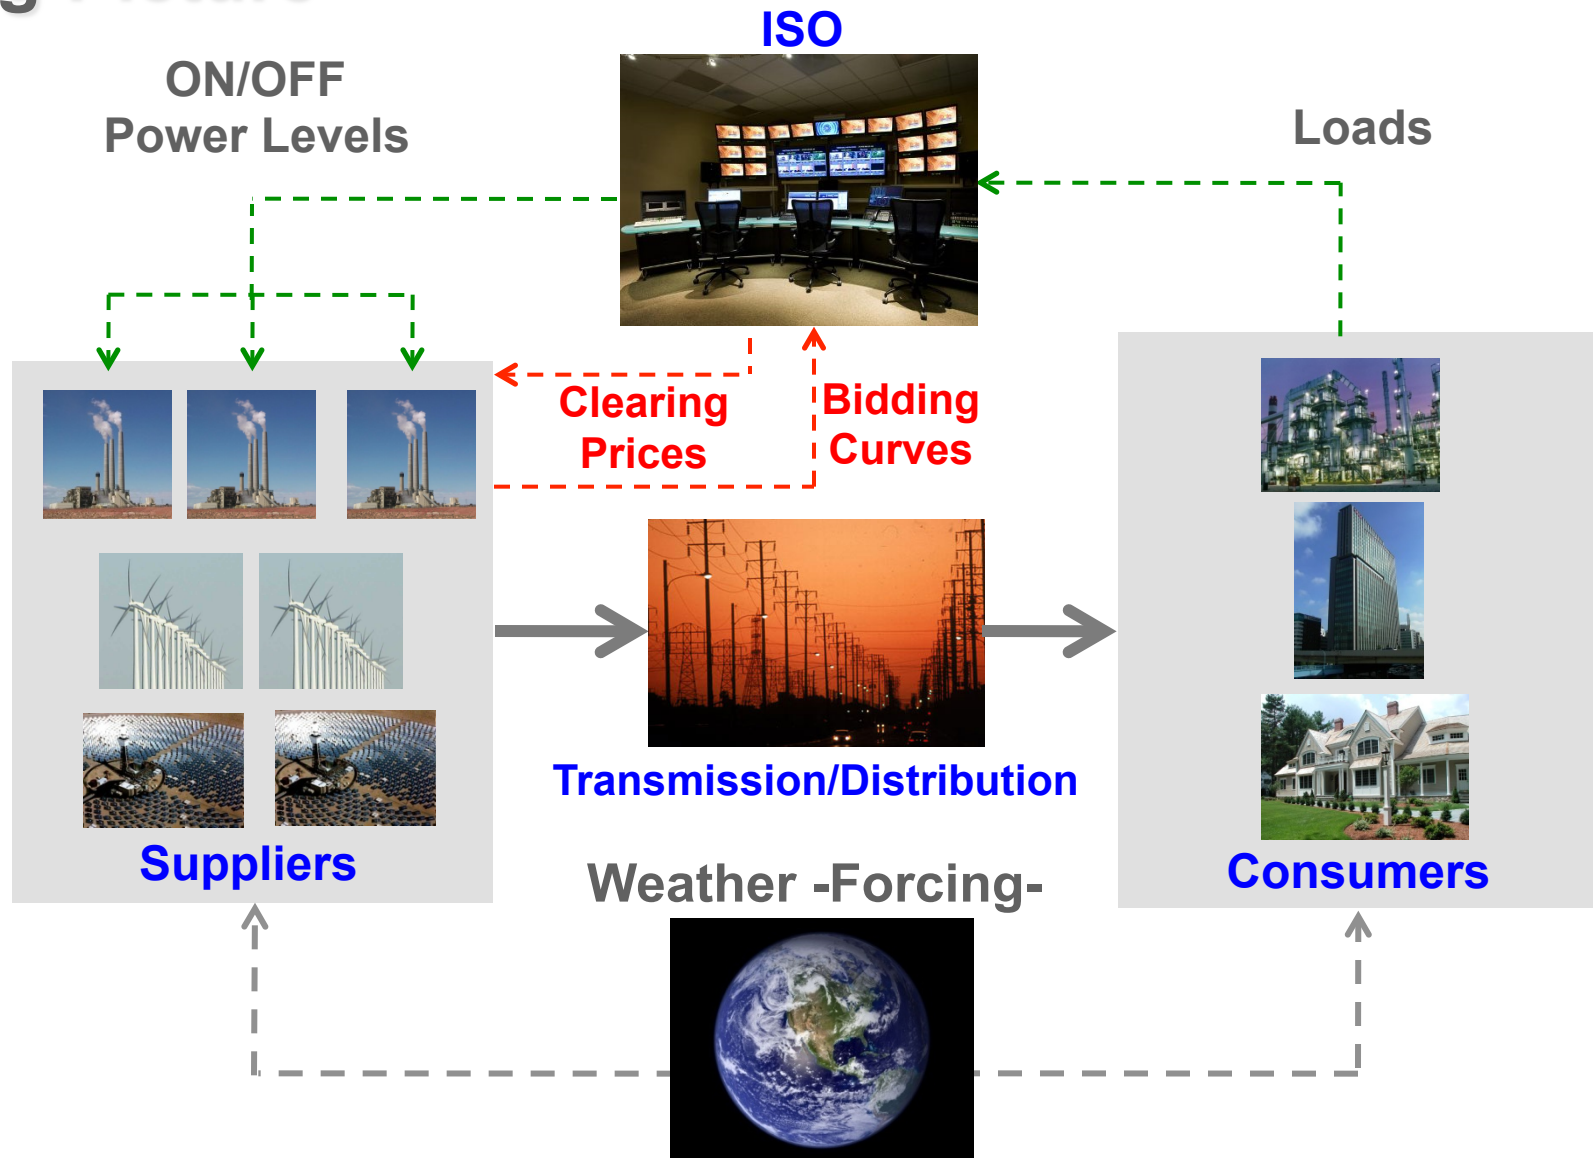 ISO
ON/OFF
Power Levels
Loads
Clearing
Prices
Bidding
Curves
Transmission/Distribution
Suppliers
Consumers
Weather -Forcing-